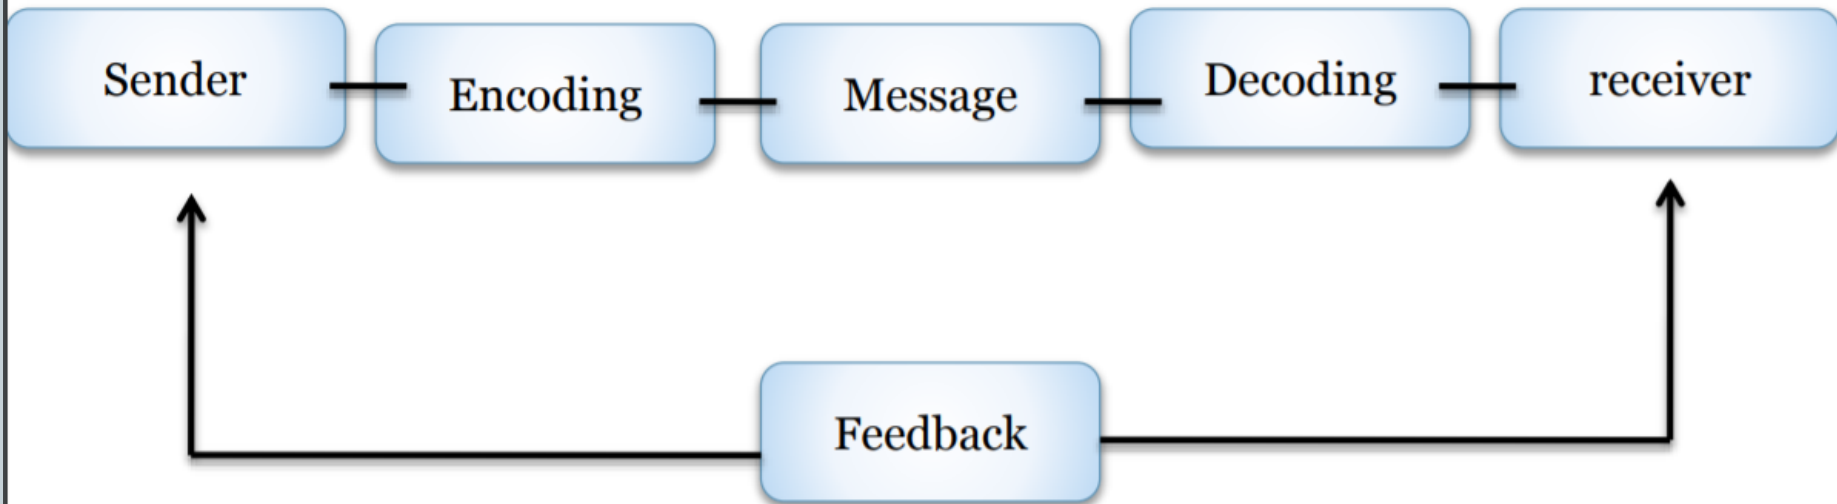 Sender
Encoding
Message
Decoding
receiver
Feedback